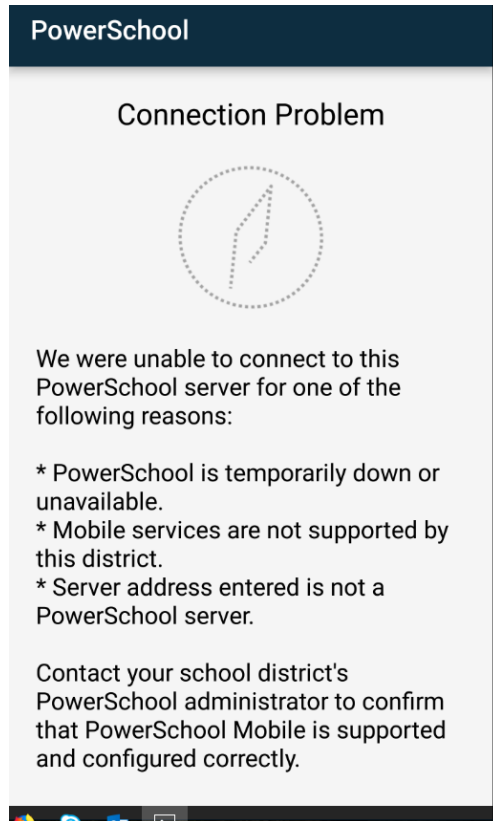 PowerSchool
Connection Problem
We were unable to connect to this
PowerSchool server for one of the
following reasons:
* PowerSchool is temporarily down or
unavailable.
* Mobile services are not supported by
this district.
* Server address entered is not a
PowerSchool server.
Contact your school district's
PowerSchool administrator to confirm
that PowerSchool Mobile is supported
and configured correctly.